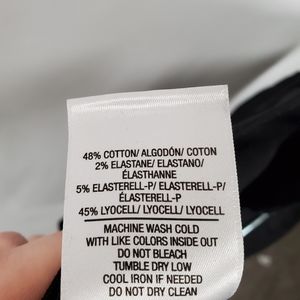 48% COTTON/ ALGODÓN/ COTON
2% ELASTANE/ ELASTANO/
ÉLASTHANNE
5% ELASTERELL-P/ ELASTERELL-P/
ÉLASTERELL-P
45% LYOCELL/ LYOCELL/ LYOCELL
MACHINE WASH COLD
WITH LIKE COLORS INSIDE OUT
DO NOT BLEACH
TUMBLE DRY LOW
COOL IRON IF NEEDED
DO NOT DRY CLEAN